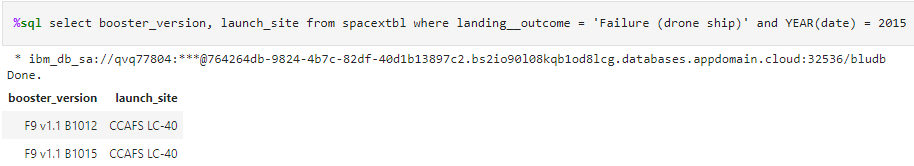 %sql select booster_version, launch_site from spacextbl where landing__outcome = 'Failure (drone ship)' and YEAR(date) = 2015
* ibm_db_sa://qvq77804:***@764264db-9824-4b7c-82df-40d1b13897c2.bs2io90l08kqb1od8lcg.databases.appdomain.cloud:32536/bludb
Done.
booster_version launch_site
F9 v1.1 B1012 CCAFS LC-40
F9 v1.1 B1015 CCAFS LC-40